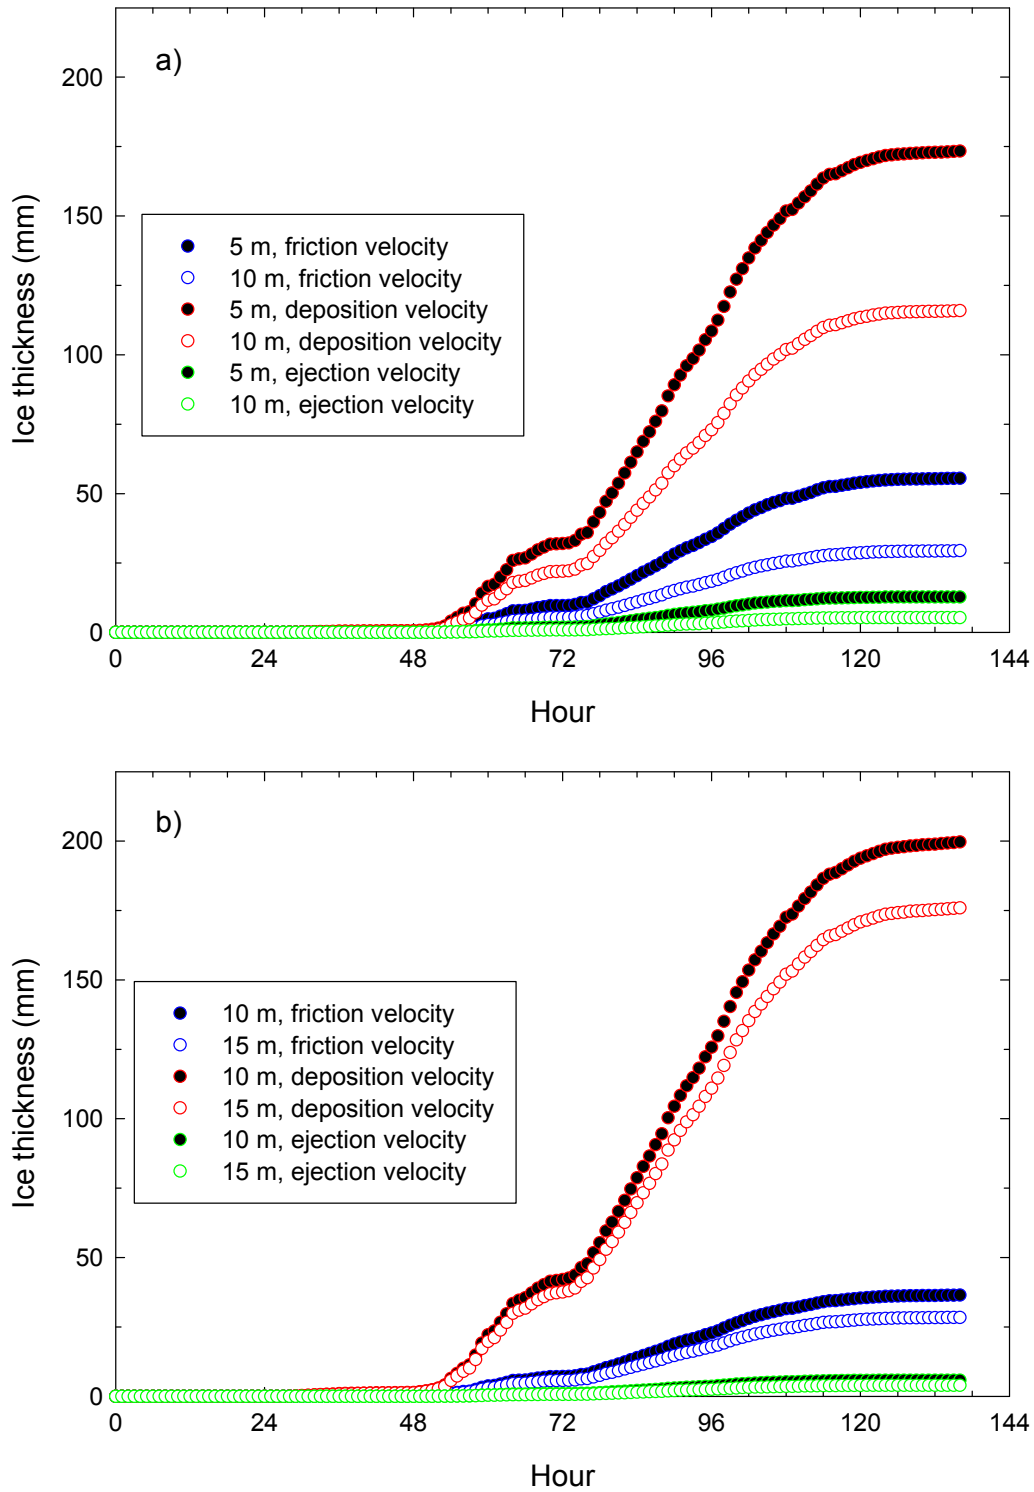 a)
200
150
100
50
0
Ice thickness (mm)
5 m, friction velocity
10 m, friction velocity
5 m, deposition velocity
10 m, deposition velocity
5 m, ejection velocity
10 m, ejection velocity
0 24 48 72 96 120 144
Hour
b)
200
150
100
50
0
Ice thickness (mm)
10 m, friction velocity
15 m, friction velocity
10 m, deposition velocity
15 m, deposition velocity
10 m, ejection velocity
15 m, ejection velocity
0 24 48 72 96 120 144
Hour